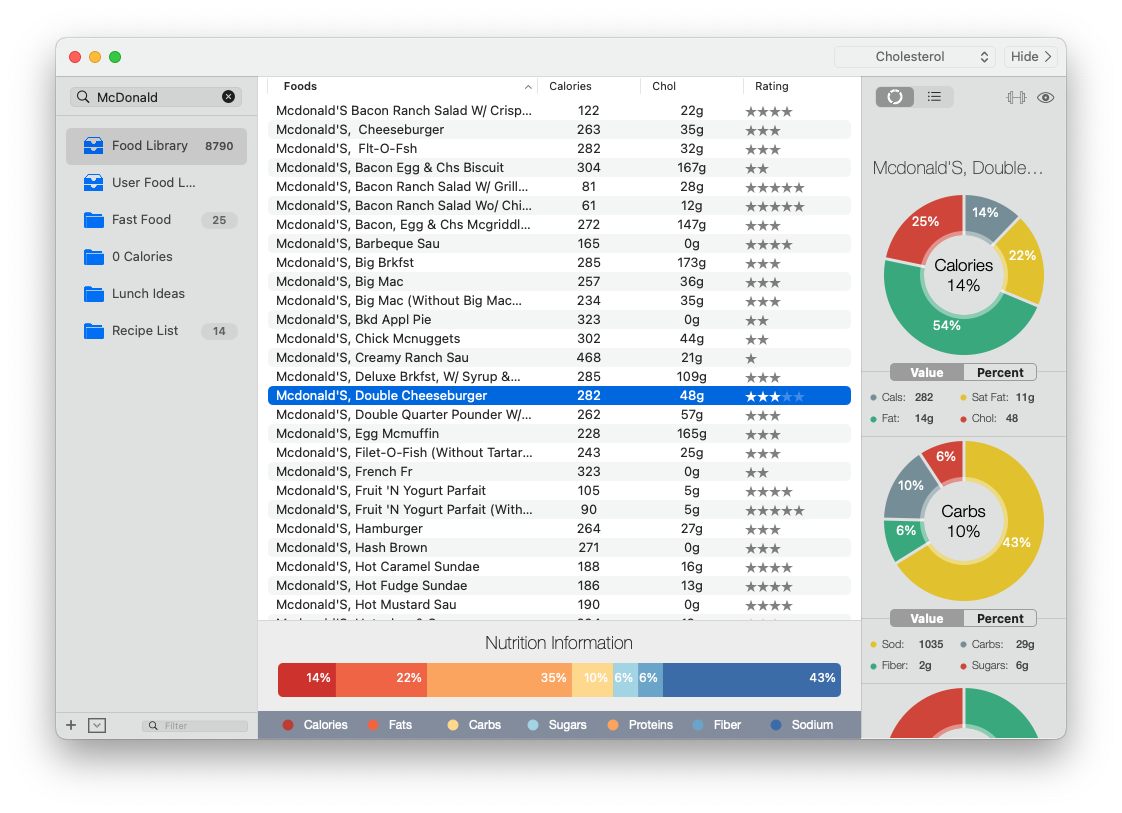 Cholesterol
Hide
McDonald
Food Library 8790
User Food L...
Fast Food 25
0 Calories
Lunch Ideas
Recipe List 14
Filter
Foods Calories Chol Rating
Mcdonald'S Bacon Ranch Salad W/ Crisp... 122 22g ★★★★
Mcdonald'S,  Cheeseburger 263 35g ★★★
Mcdonald'S,  Flt-O-Fsh 282 32g ★★★
Mcdonald'S, Bacon Egg & Chs Biscuit 304 167g ★★
Mcdonald'S, Bacon Ranch Salad W/ Grill... 81 28g ★★★★★
Mcdonald'S, Bacon Ranch Salad Wo/ Chi... 61 12g ★★★★★
Mcdonald'S, Bacon, Egg & Chs Mcgriddl... 272 147g ★★★
Mcdonald'S, Barbeque Sau 165 0g ★★★★
Mcdonald'S, Big Brkfst 285 173g ★★★
Mcdonald'S, Big Mac 257 36g ★★★
Mcdonald'S, Big Mac (Without Big Mac... 234 35g ★★★
Mcdonald'S, Bkd Appl Pie 323 0g ★★
Mcdonald'S, Chick Mcnuggets 302 44g ★★
Mcdonald'S, Creamy Ranch Sau 468 21g ★
Mcdonald'S, Deluxe Brkfst, W/ Syrup &... 285 109g ★★★
Mcdonald'S, Double Cheeseburger 282 48g ★★★★★
Mcdonald'S, Double Quarter Pounder W/... 262 57g ★★★
Mcdonald'S, Egg Mcmuffin 228 165g ★★★
Mcdonald'S, Filet-O-Fish (Without Tartar... 243 25g ★★★
Mcdonald'S, French Fr 323 0g ★★
Mcdonald'S, Fruit 'N Yogurt Parfait 105 5g ★★★★
Mcdonald'S, Fruit 'N Yogurt Parfait (With... 90 5g ★★★★★
Mcdonald'S, Hamburger 264 27g ★★★
Mcdonald'S, Hash Brown 271 0g ★★★
Mcdonald'S, Hot Caramel Sundae 188 16g ★★★★
Mcdonald'S, Hot Fudge Sundae 186 13g ★★★★
Mcdonald'S, Hot Mustard Sau 190 0g ★★★★
Nutrition Information
14% 22% 35% 10% 6% 6% 43%
Calories Fats Carbs Sugars Proteins Fiber Sodium
Mcdonald'S, Double...
14%
25%
22%
54%
Calories
14%
Value Percent
Cals: 282 Sat Fat: 11g
Fat: 14g Chol: 48
6%
10%
6%
43%
Carbs
10%
Value Percent
Sod: 1035 Carbs: 29g
Fiber: 2g Sugars: 6g